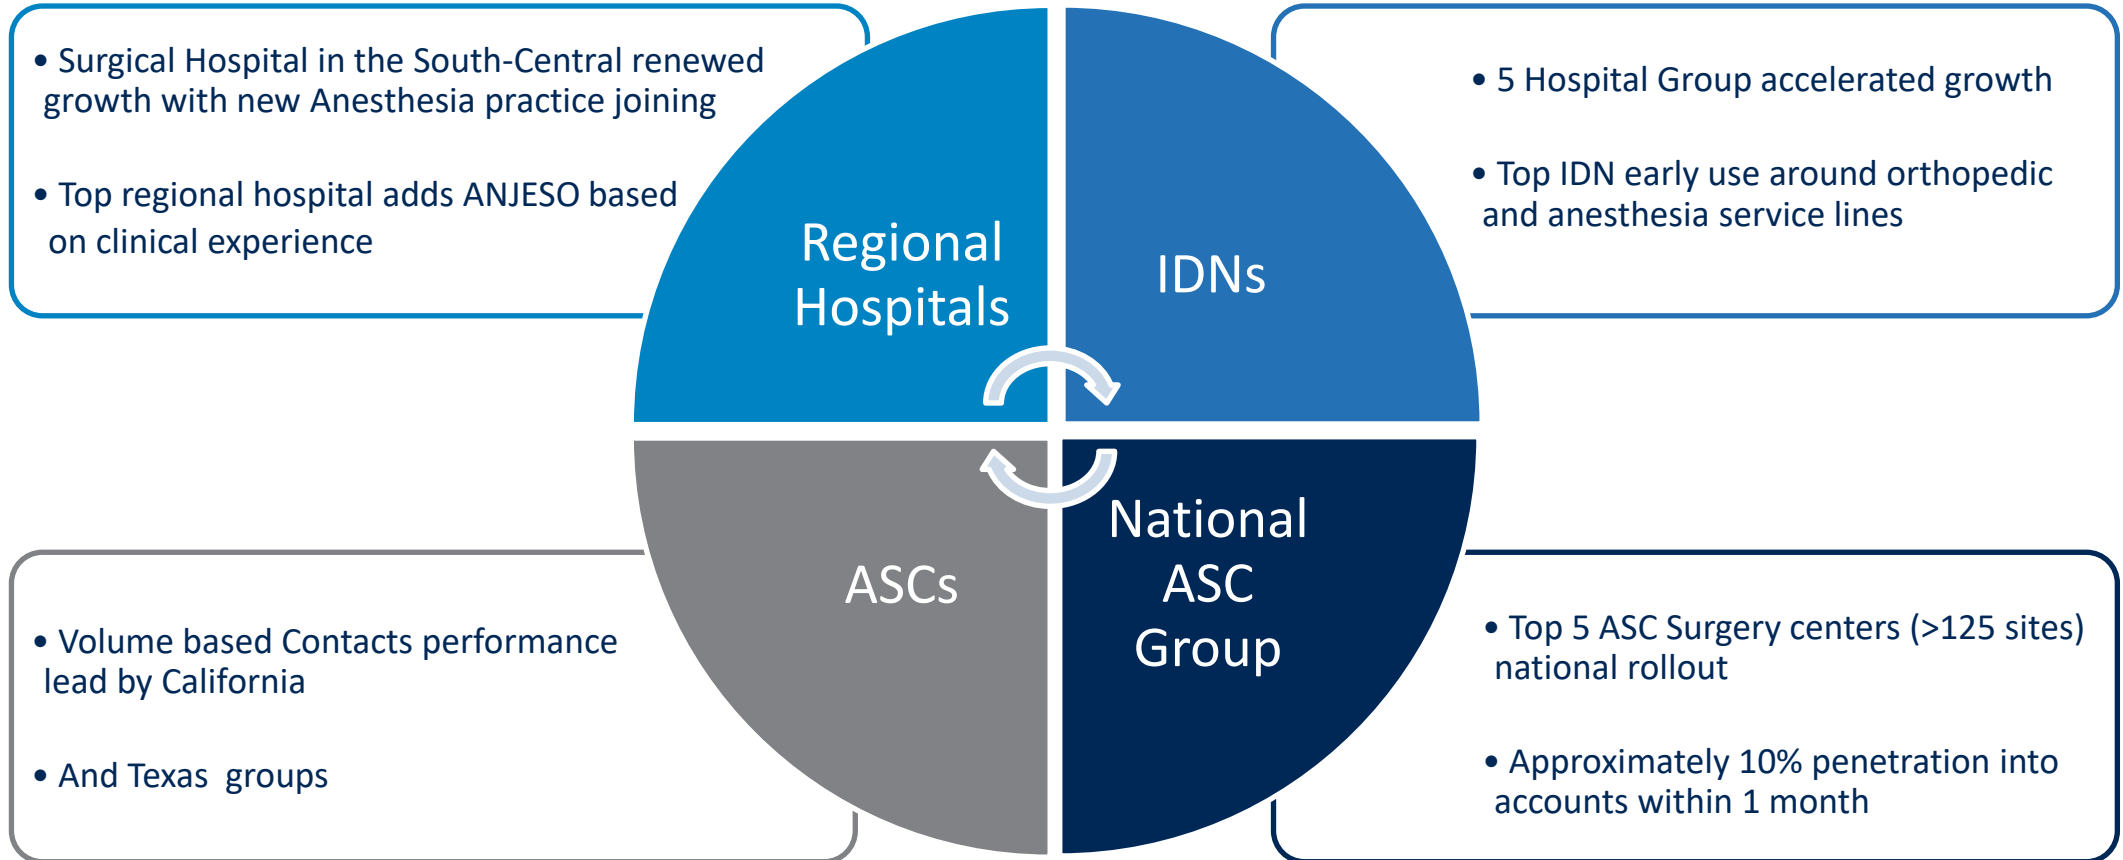 • Surgical Hospital in the South-Central renewed
growth with new Anesthesia practice joining
• Top regional hospital adds ANJESO based
on clinical experience
Regional
Hospitals
IDNs
• 5 Hospital Group accelerated growth
• Top IDN early use around orthopedic
and anesthesia service lines
• Volume based Contacts performance
lead by California
• And Texas  groups
ASCs
National
ASC
Group
• Top 5 ASC Surgery centers (>125 sites)
national rollout
• Approximately 10% penetration into
accounts within 1 month